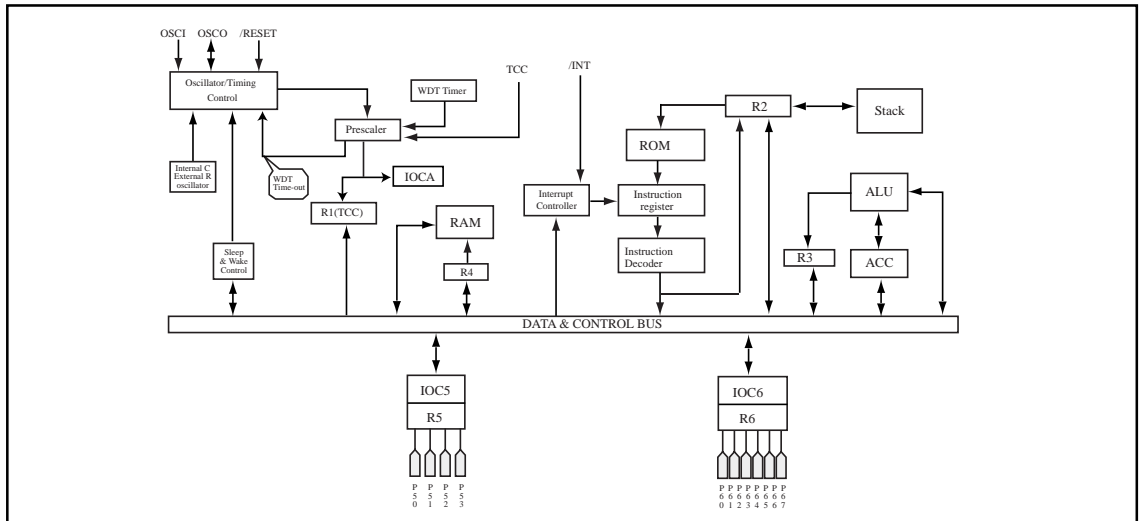 OSCI OSCO /RESET
TCC
/INT
Oscillator/Timing
Control
WDT Timer
R2
Stack
Prescaler
ROM
Internal C
External R
oscillator
WDT
Time-out
IOCA
Interrupt
Controller
Instruction
register
ALU
R1(TCC)
RAM
Sleep
& Wake
Control
R4
Instruction
Decoder
R3
ACC
DATA & CONTROL BUS
IOC5
R5
IOC6
R6
P50 P51 P52 P53
P60 P61 P62 P63 P64 P65 P66 P67